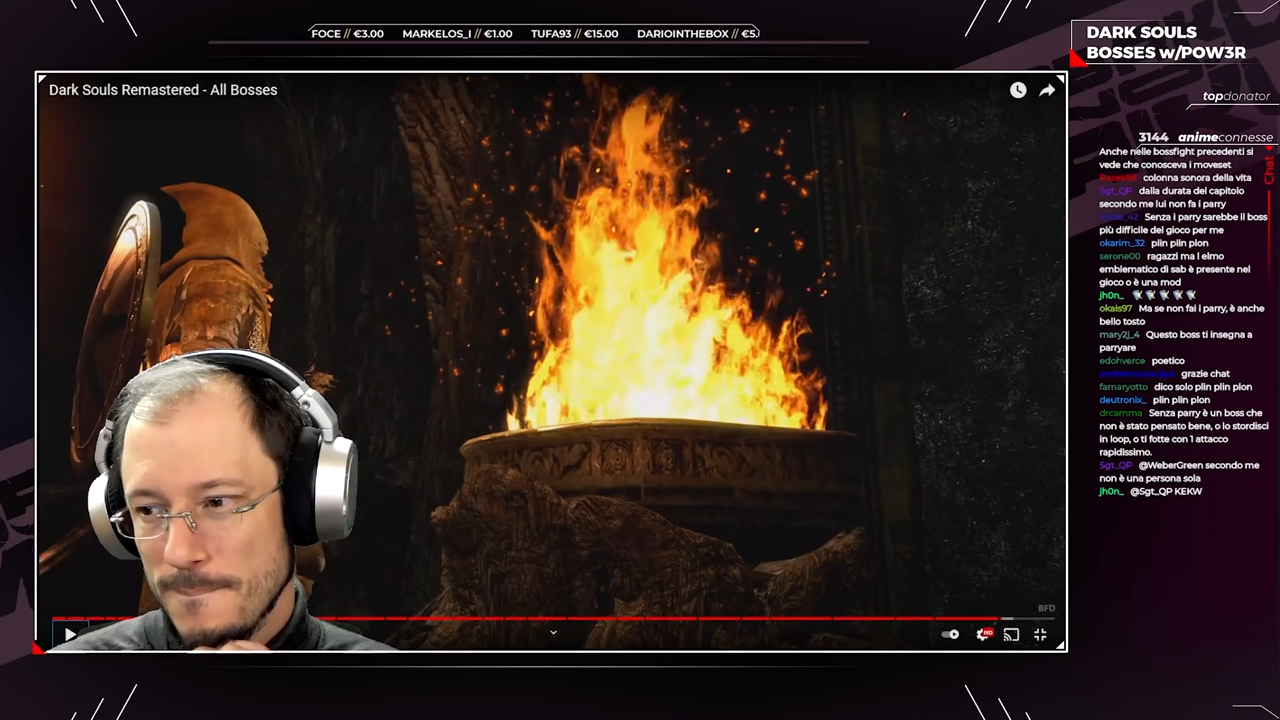 FOCE // €3.00 MARKELOS_I // €1.00 TUFA93 // €15.00 DARIOINTHEBOX // €5.
DARK SOULS
BOSSES w/POW3R
Dark Souls Remastered - All Bosses
topdonator
3144 animeconnesse
Chat
Anche nelle bossfight precedenti si
vede che conosceva i moveset
colonna sonora della vita
Sgt_QP dalla durata del capitolo
secondo me lui non fa i parry
Senza i parry sarebbe il boss
più difficile del gioco per me
okarim_32 plin plin plon
serone00 ragazzi ma l elmo
emblematico di sab è presente nel
gioco o è una mod
jh0n_
okais97 Ma se non fai i parry, è anche
bello tosto
mary2j_4 Questo boss ti insegna a
parryare
edohverce poetico
grazie chat
famaryotto dico solo plin plin plon
deutronix_ plin plin plon
drcamma Senza parry è un boss che
non è stato pensato bene, o lo stordisci
in loop, o ti fotte con 1 attacco
rapidissimo.
Sgt_QP @WeberGreen secondo me
non è una persona sola
jh0n_ @Sgt_QP KEKW
BFD
HD